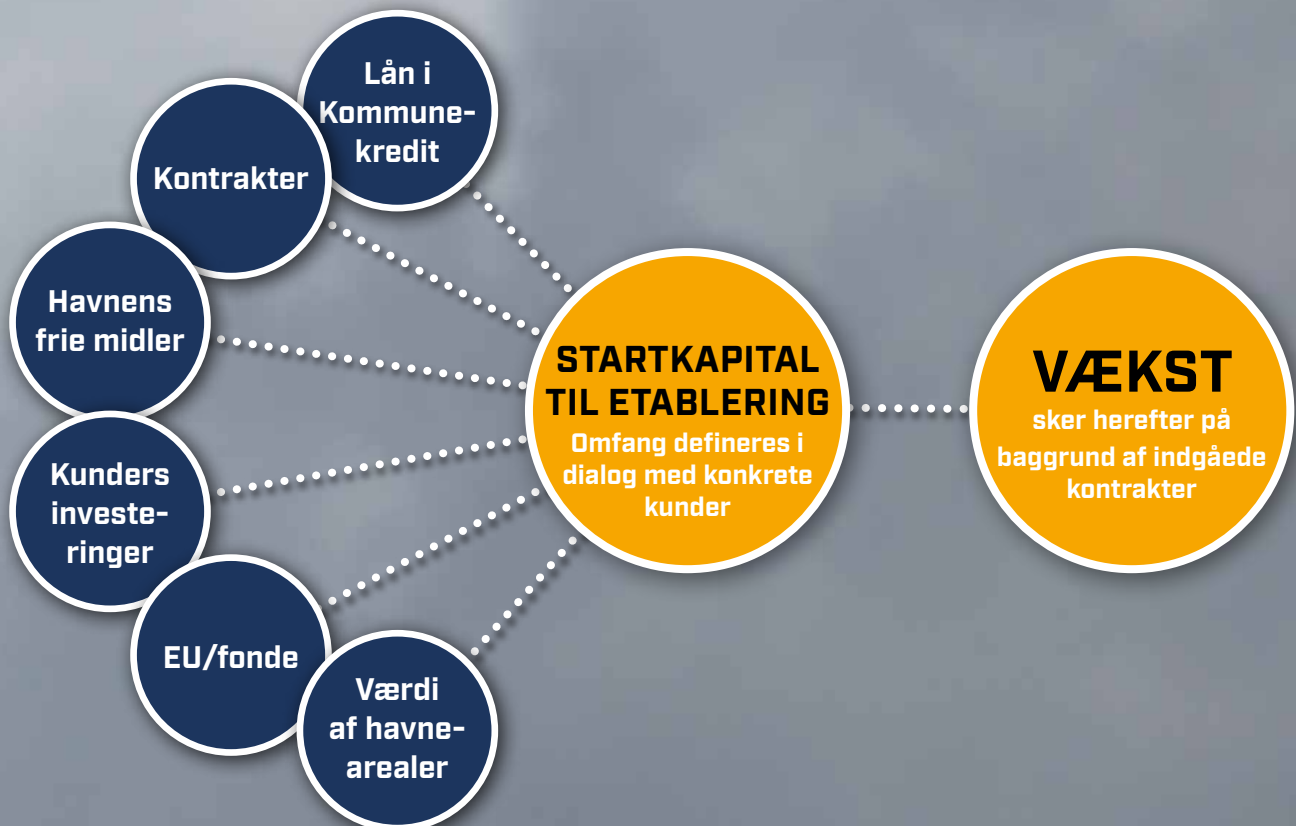 Lån i
Kommune-
kredit
Kontrakter
Havnens
frie midler
Kunders
investe-
ringer
EU/fonde
Værdi
af havne-
arealer
STARTKAPITAL
TIL ETABLERING
Omfang defineres i
dialog med konkrete
kunder
VÆKST
sker herefter på
baggrund af indgåede
kontrakter